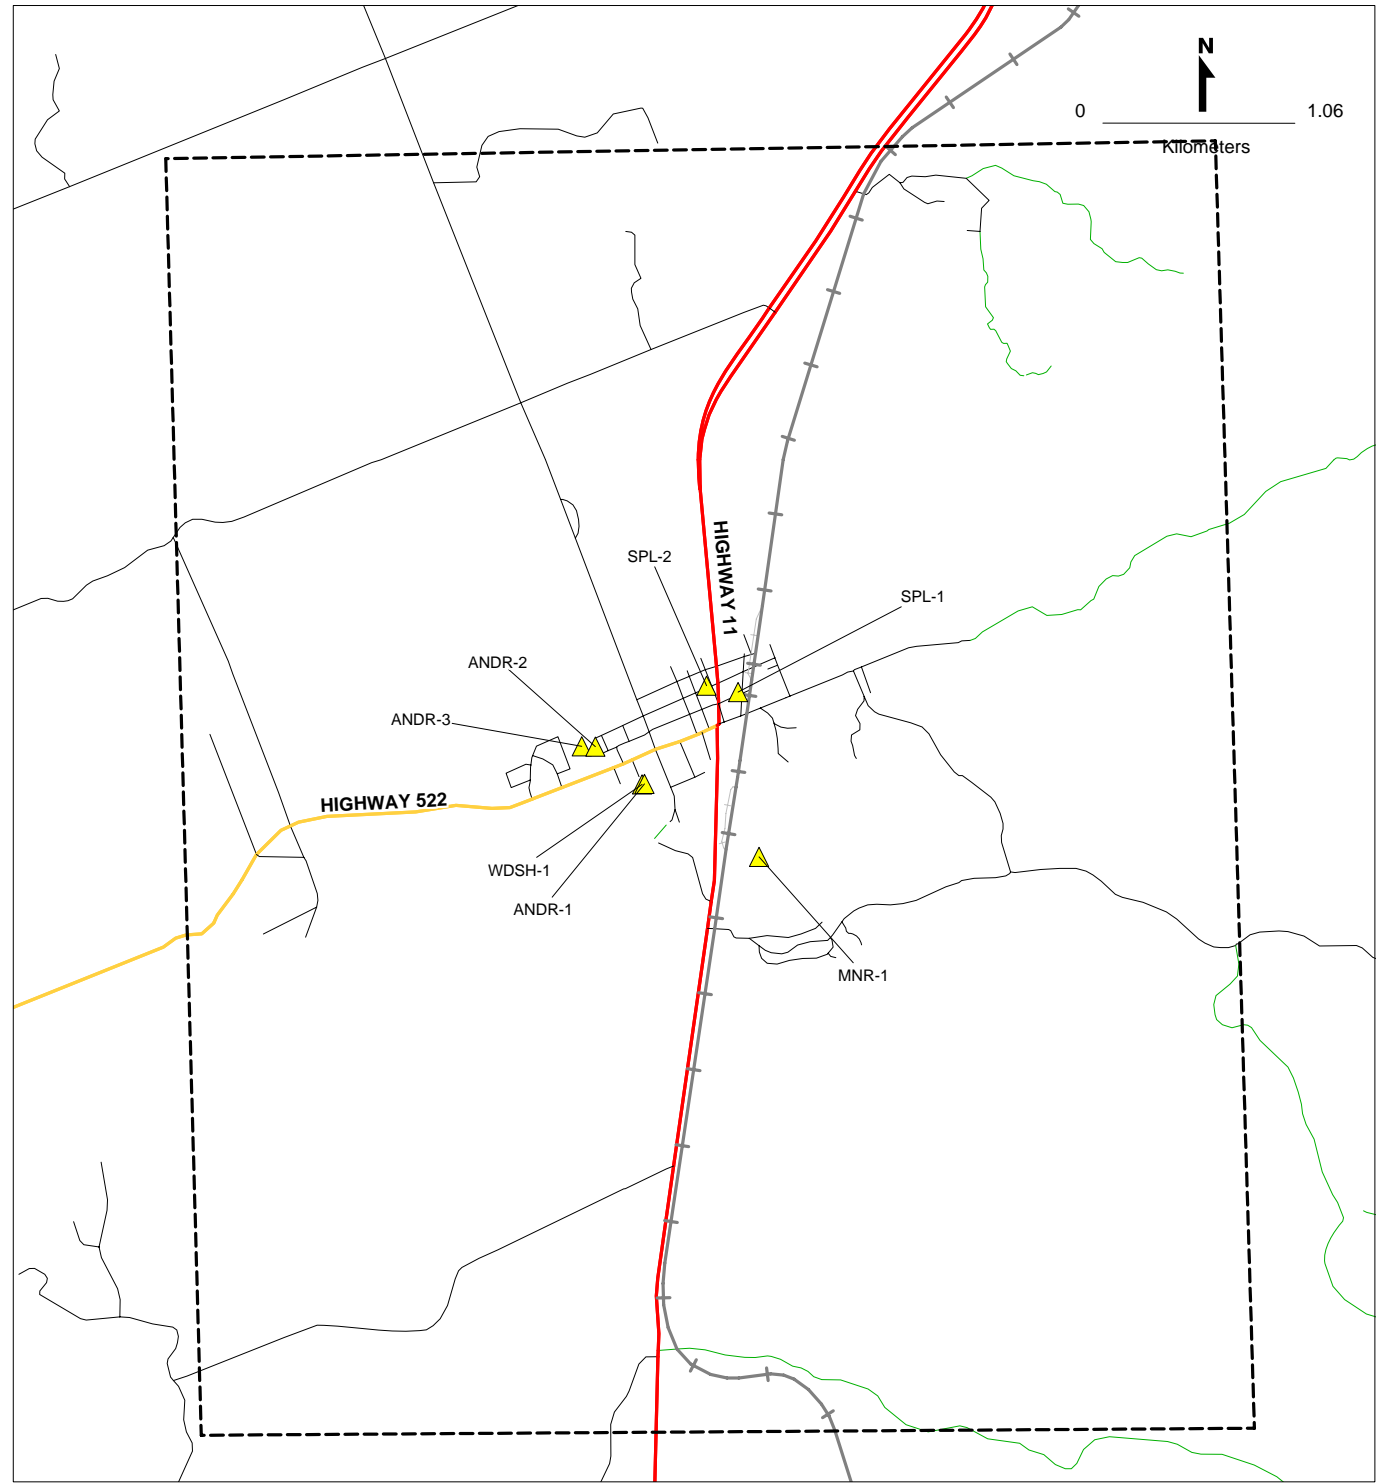 N
0 1.06
Kilometers
HIGHWAY 11
SPL-2
SPL-1
ANDR-2
ANDR-3
HIGHWAY 522
WDSH-1
ANDR-1
MNR-1